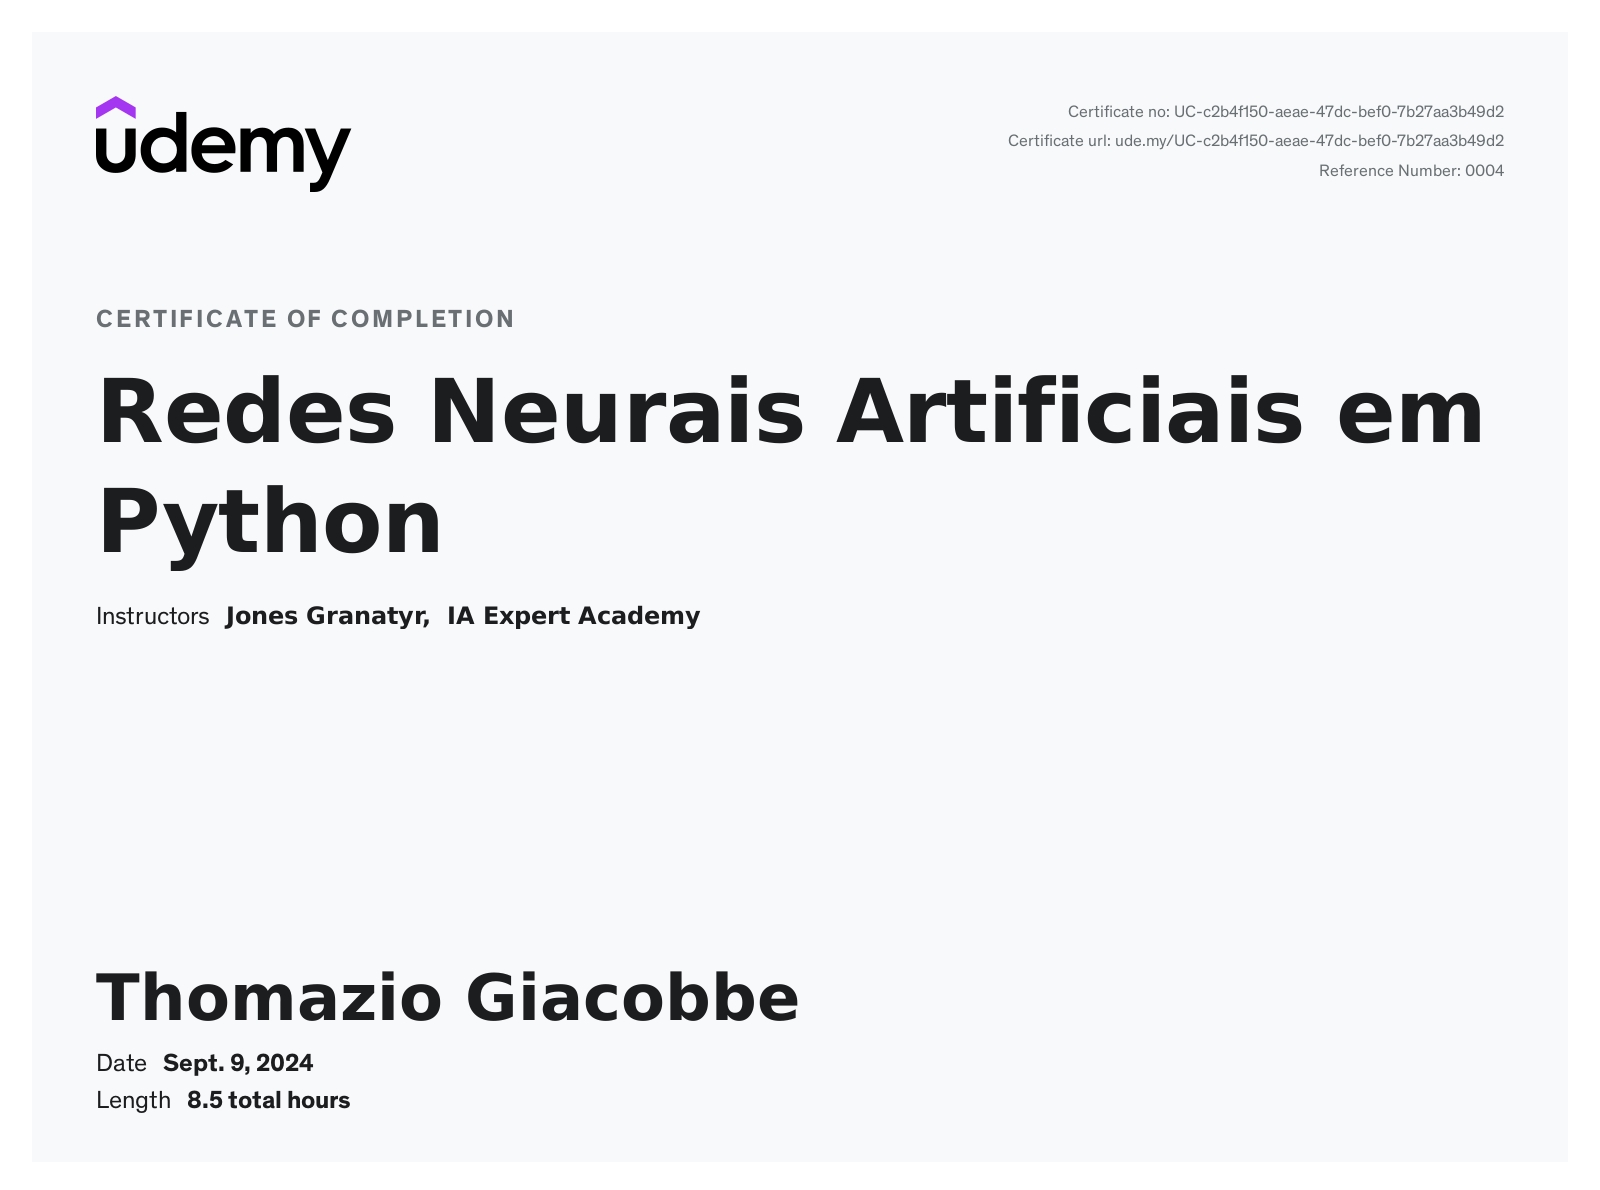 udemy
Certificate no: UC-c2b4f150-aeae-47dc-bef0-7b27aa3b49d2
Certificate url: ude.my/UC-c2b4f150-aeae-47dc-bef0-7b27aa3b49d2
Reference Number: 0004
CERTIFICATE OF COMPLETION
Redes Neurais Artificiais em
Python
Instructors Jones Granatyr, IA Expert Academy
Thomazio Giacobbe
Date Sept. 9, 2024
Length 8.5 total hours